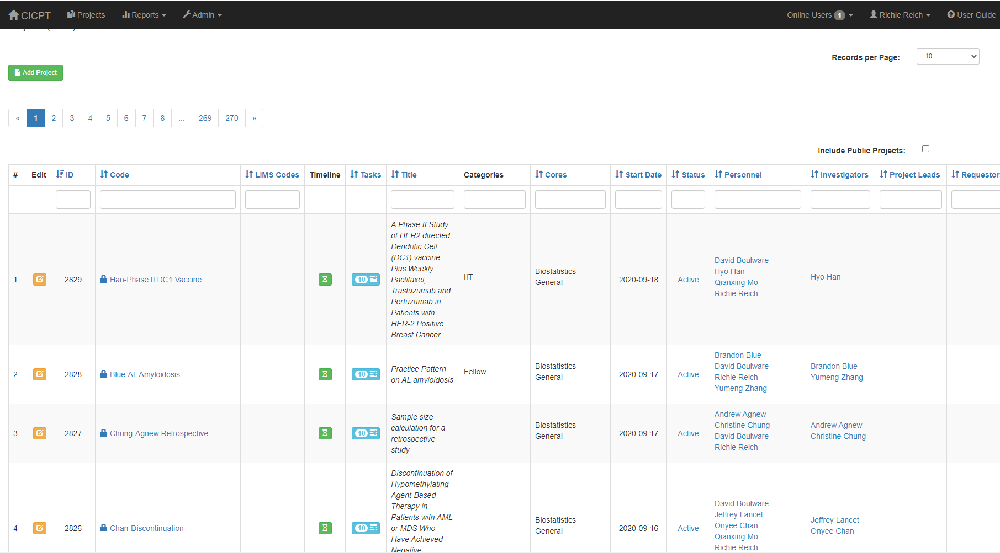 CICPT Projects Reports Admin Online Users 1 Richie Reich User Guide
Records per Page: 10
Add Project
« 1 2 3 4 5 6 7 8 ... 269 270 »
Include Public Projects:
# Edit ID Code LIMS Codes Timeline Tasks Title Categories Cores Start Date Status Personnel Investigators Project Leads Requestor
1 2829 Han-Phase II DC1 Vaccine 10
A Phase II Study
of HER2 directed
Dendritic Cell
(DC1) vaccine
Plus Weekly
Paclitaxel,
Trastuzumab and
Pertuzumab in
Patients with
HER-2 Positive
Breast Cancer
IIT
Biostatistics
General
2020-09-18
Active
David Boulware
Hyo Han
Qianxing Mo
Richie Reich
Hyo Han
2 2828 Blue-AL Amyloidosis 10
Practice Pattern
on AL amyloidosis
Fellow
Biostatistics
General
2020-09-17
Active
Brandon Blue
David Boulware
Richie Reich
Yumeng Zhang
Brandon Blue
Yumeng Zhang
3 2827 Chung-Agnew Retrospective 10
Sample size
calculation for a
retrospective
study
Biostatistics
General
2020-09-17
Active
Andrew Agnew
Christine Chung
David Boulware
Richie Reich
Andrew Agnew
Christine Chung
4 2826 Chan-Discontinuation 10
Discontinuation of
Hypomethylating
Agent-Based
Therapy in
Patients with AML
or MDS Who
Have Achieved
Negative
Biostatistics
General
2020-09-16
Active
David Boulware
Jeffrey Lancet
Onyee Chan
Qianxing Mo
Richie Reich
Jeffrey Lancet
Onyee Chan